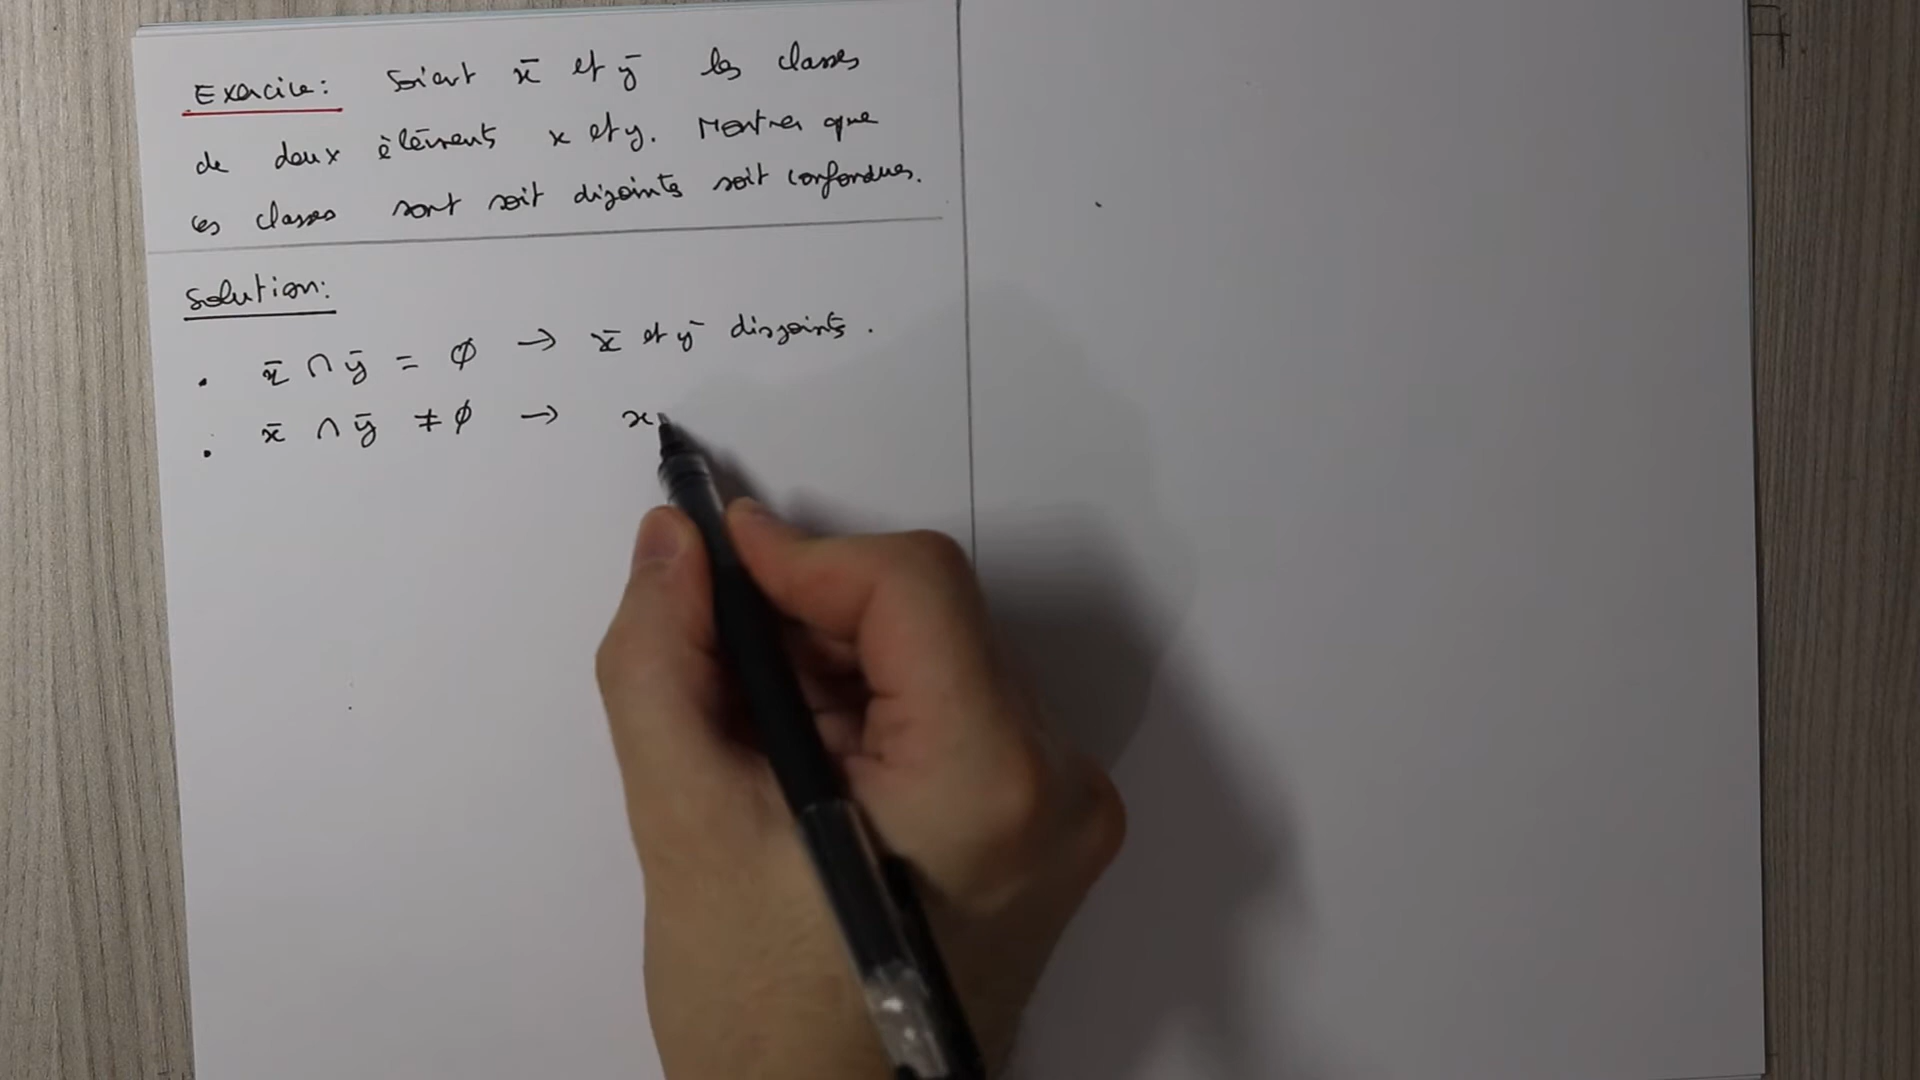 Exercice: Soient x̄ et ȳ les classes
de deux élèments x et y. Montrer que
ces classes sont soit disjoints soit confondues.
Solution:
. x̄ ∩ ȳ = ∅ → x̄ et ȳ disjoints.
. x̄ ∩ ȳ ≠ ∅ → x